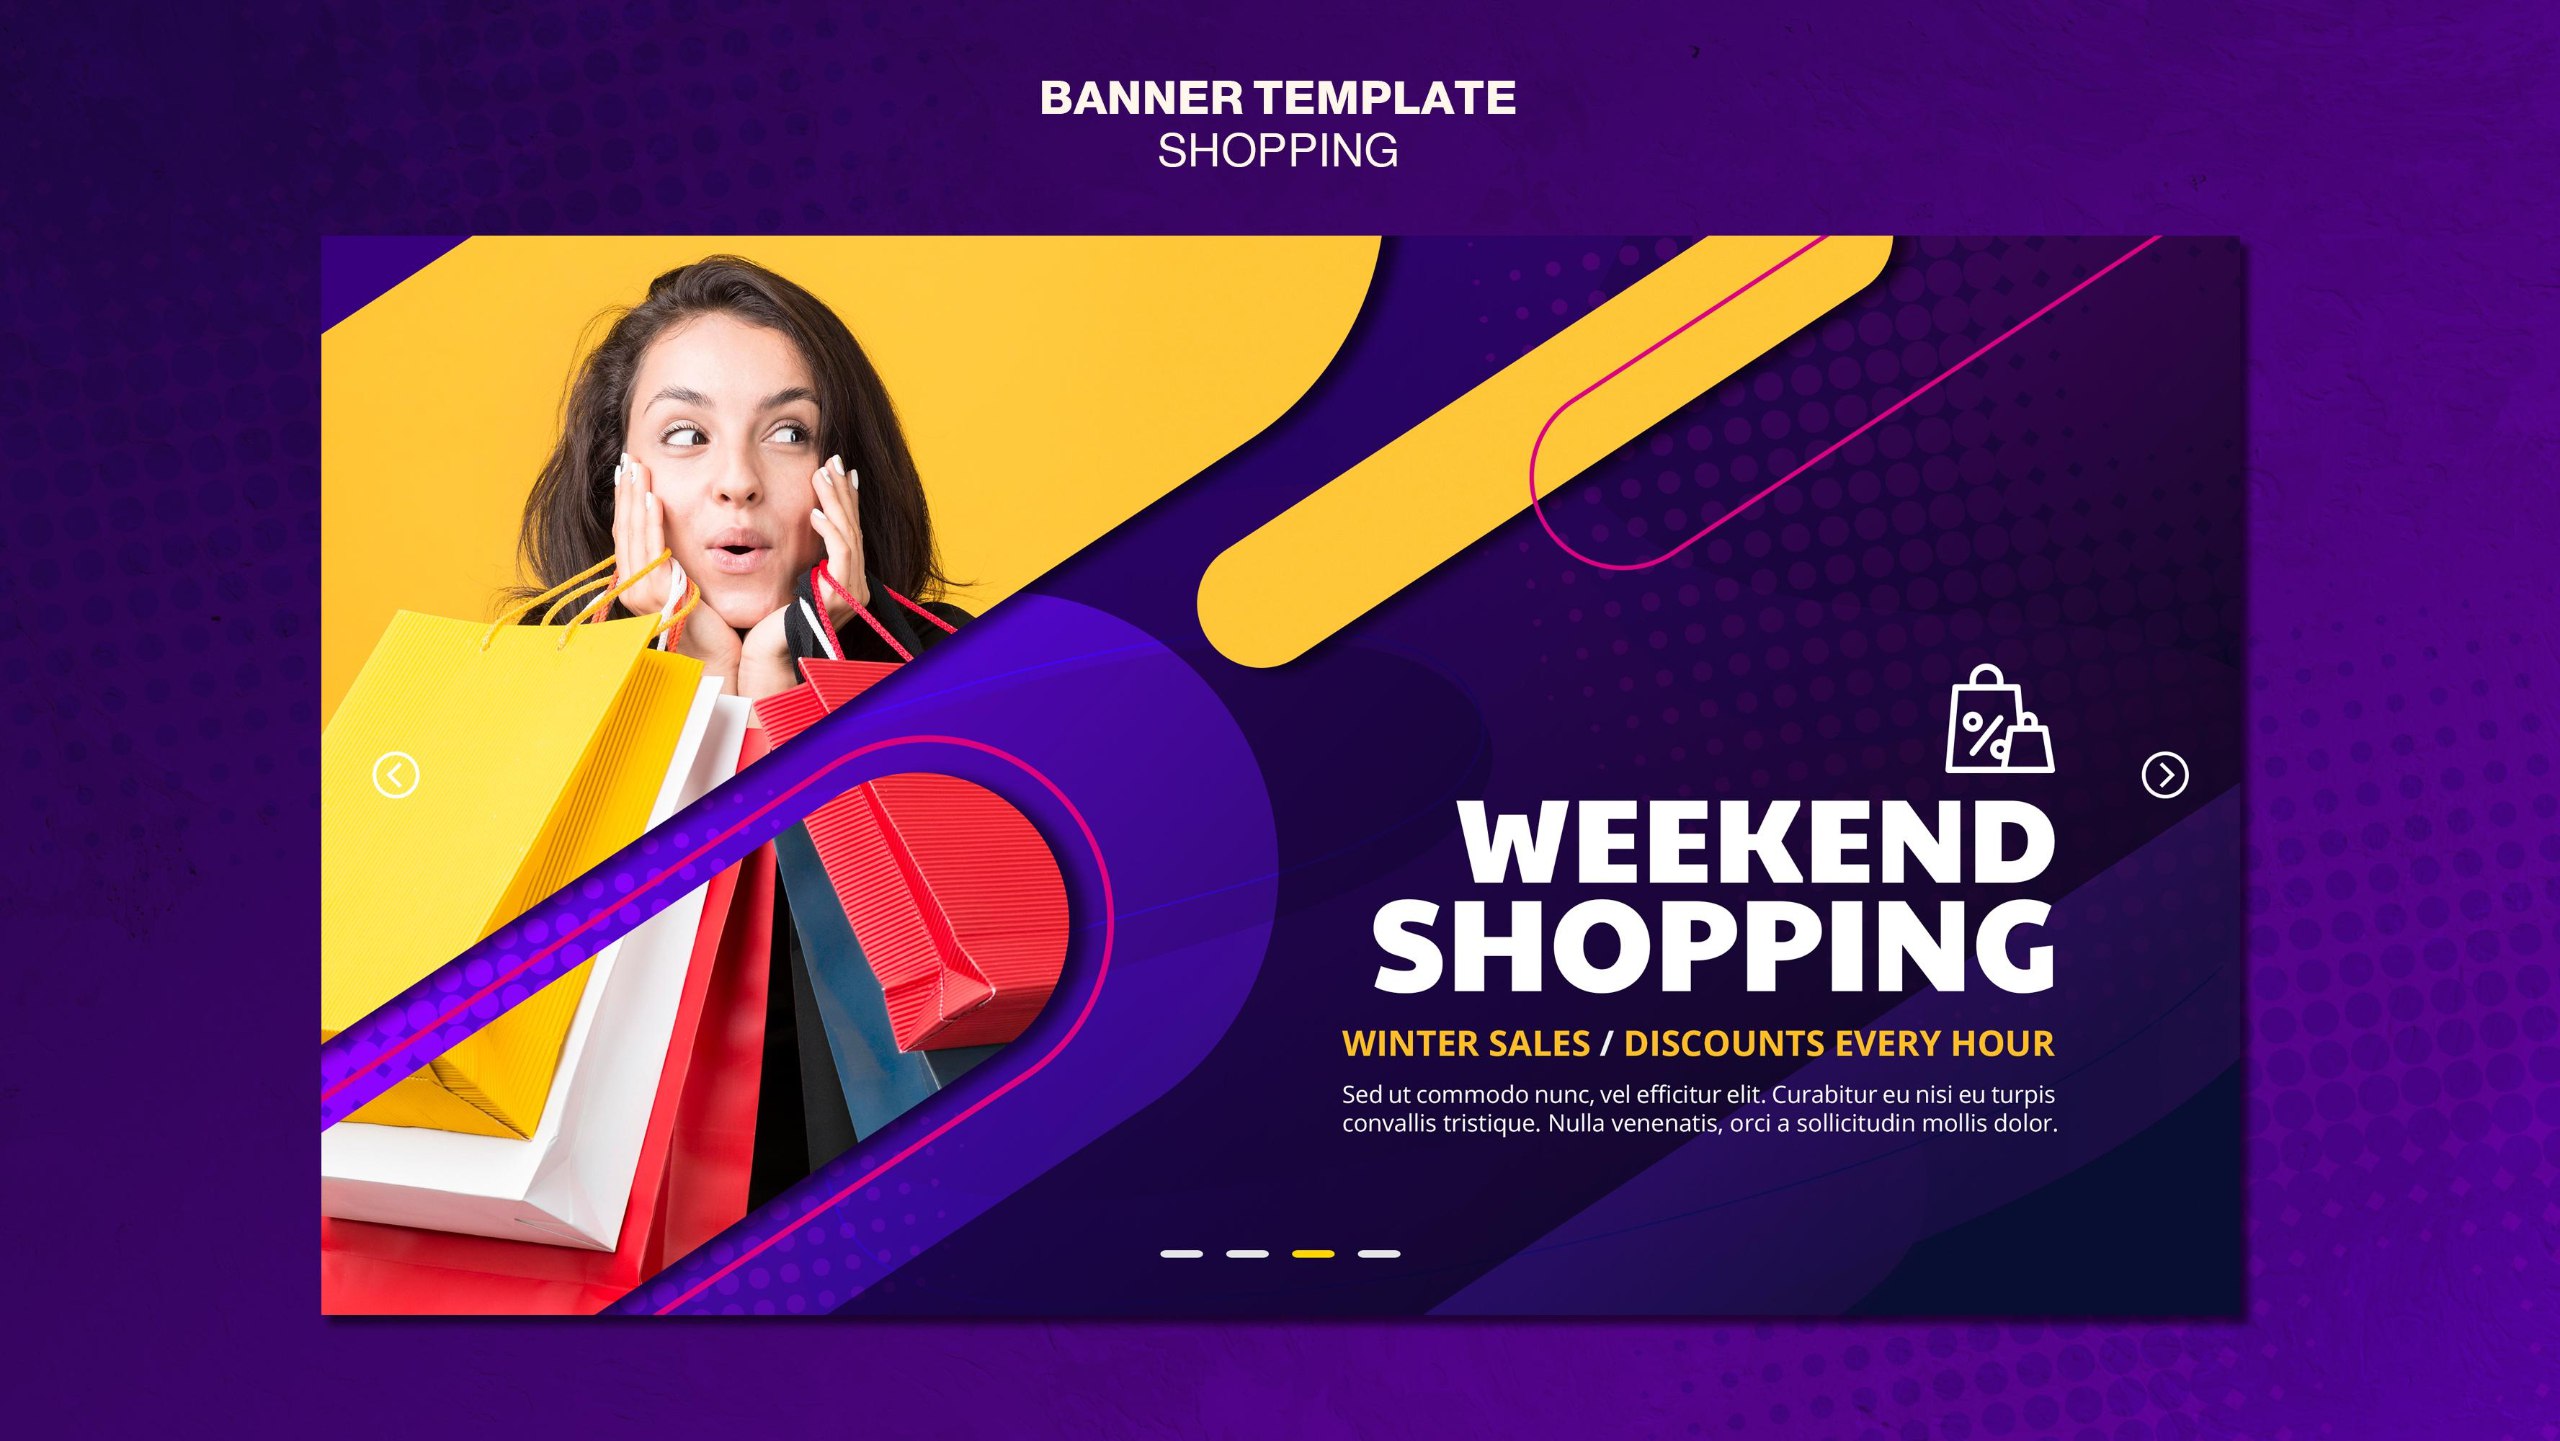 BANNER TEMPLATE
SHOPPING
%
WEEKEND
SHOPPING
WINTER SALES / DISCOUNTS EVERY HOUR
Sed ut commodo nunc, vel efficitur elit. Curabitur eu nisi eu turpis
convallis tristique. Nulla venenatis, orci a sollicitudin mollis dolor.